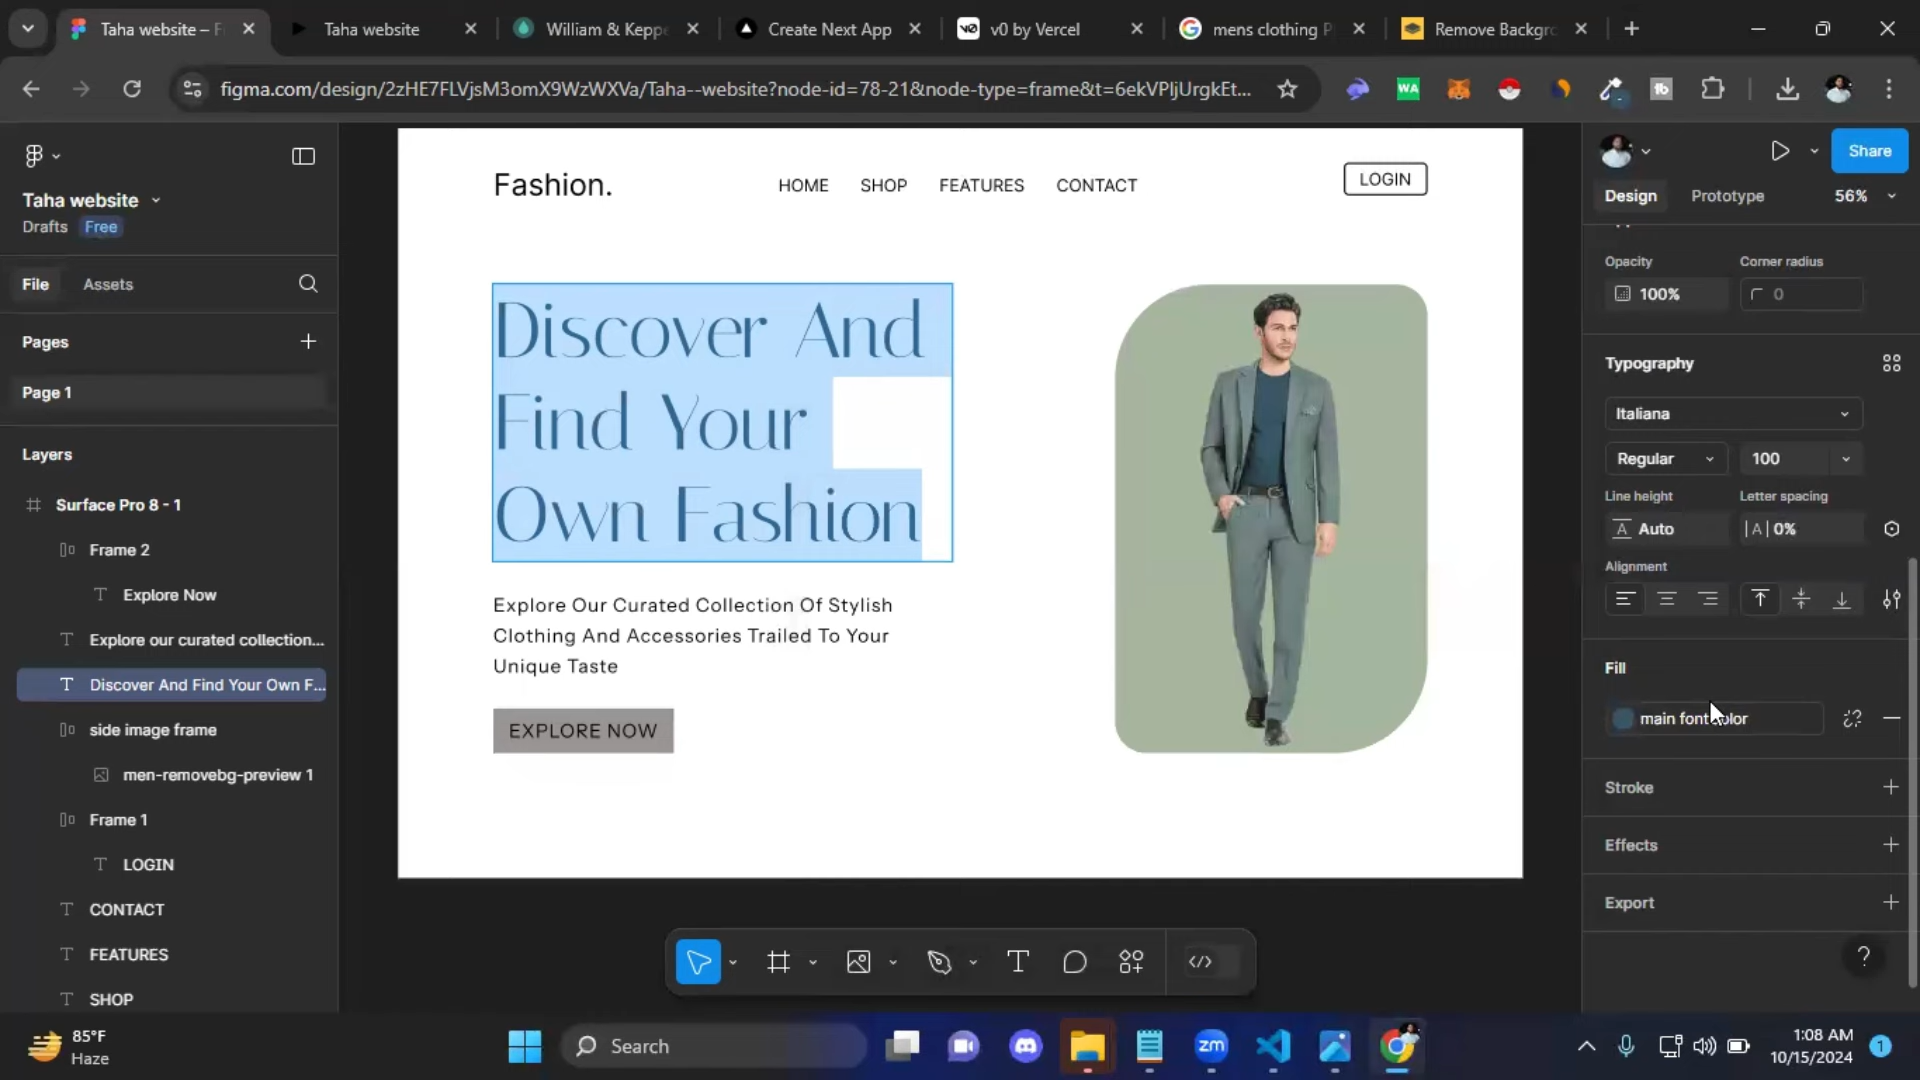 Taha website – F
Taha website
William & Keppe
Create Next App
v0 by Vercel
mens clothing P
Remove Backgro
figma.com/design/2zHE7FLVjsM3omX9WzWXVa/Taha--website?node-id=78-21&node-type=frame&t=6ekVPljUrgkEt...
WA
Taha website
Drafts Free
File Assets
Pages
Page 1
Layers
Surface Pro 8 - 1
Frame 2
Explore Now
Explore our curated collection...
Discover And Find Your Own F...
side image frame
men-removebg-preview 1
Frame 1
LOGIN
CONTACT
FEATURES
SHOP
Fashion.
HOME SHOP FEATURES CONTACT
LOGIN
Discover And
Find Your
Own Fashion
Explore Our Curated Collection Of Stylish
Clothing And Accessories Trailed To Your
Unique Taste
EXPLORE NOW
Share
Design Prototype 56%
Opacity Corner radius
100% 0
Typography
Italiana
Regular 100
Line height Letter spacing
Auto 0%
Alignment
Fill
Stroke
Effects
Export
?
85°F
Haze
Search
zm
1:08 AM
10/15/2024
1